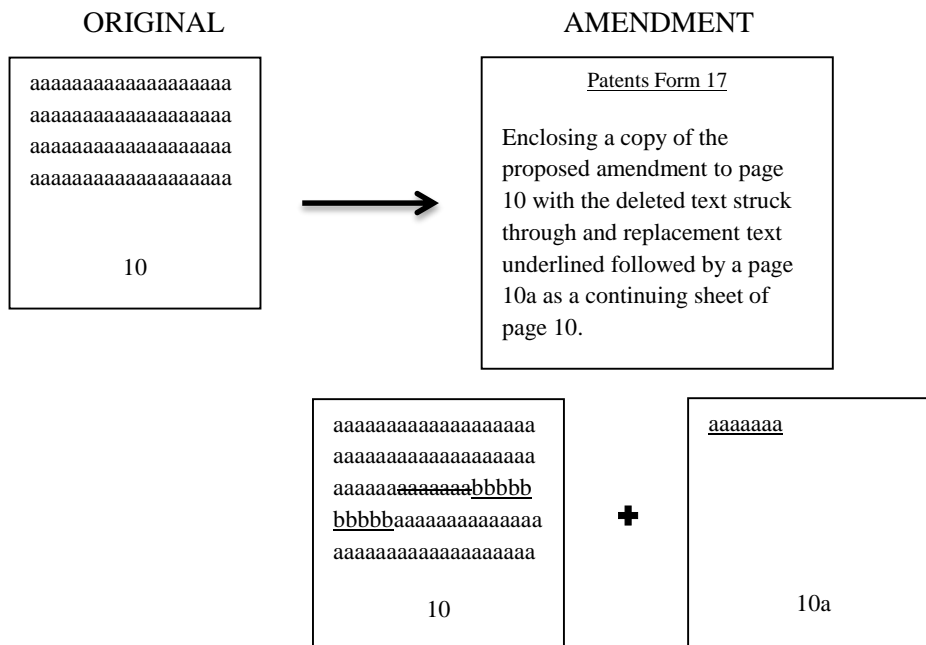 ORIGINAL
AMENDMENT
aaaaaaaaaaaaaaaaaaa
aaaaaaaaaaaaaaaaaaa
aaaaaaaaaaaaaaaaaaa
aaaaaaaaaaaaaaaaaaa
10
Patents Form 17
Enclosing a copy of the
proposed amendment to page
10 with the deleted text struck
through and replacement text
underlined followed by a page
10a as a continuing sheet of
page 10.
aaaaaaaaaaaaaaaaaaa
aaaaaaaaaaaaaaaaaaa
aaaaaaaaaaaaabbbbb
bbbbbaaaaaaaaaaaaaa
aaaaaaaaaaaaaaaaaaa
10
aaaaaaa
10a